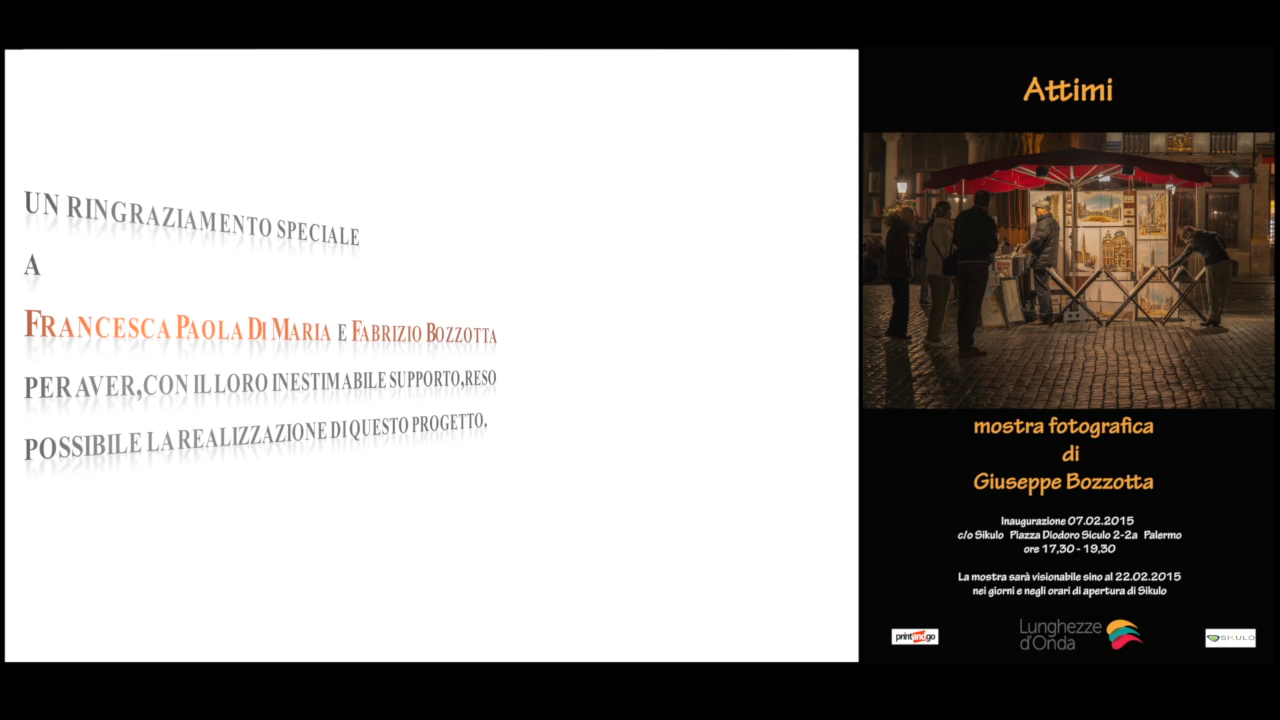 UN RINGRAZIAMENTO SPECIALE
A
FRANCESCA PAOLA DI MARIA E FABRIZIO BOZZOTTA
PER AVER,CON IL LORO INESTIMABILE SUPPORTO,RESO
POSSIBILE LA REALIZZAZIONE DI QUESTO PROGETTO.
Attimi
mostra fotografica
di
Giuseppe Bozzotta
Inaugurazione 07.02.2015
c/o Sikulo Piazza Diodoro Siculo 2-2a Palermo
ore 17,30 - 19,30
La mostra sarà visionabile sino al 22.02.2015
nei giorni e negli orari di apertura di Sikulo
printandgo
Lunghezze
d'Onda
SIKULO